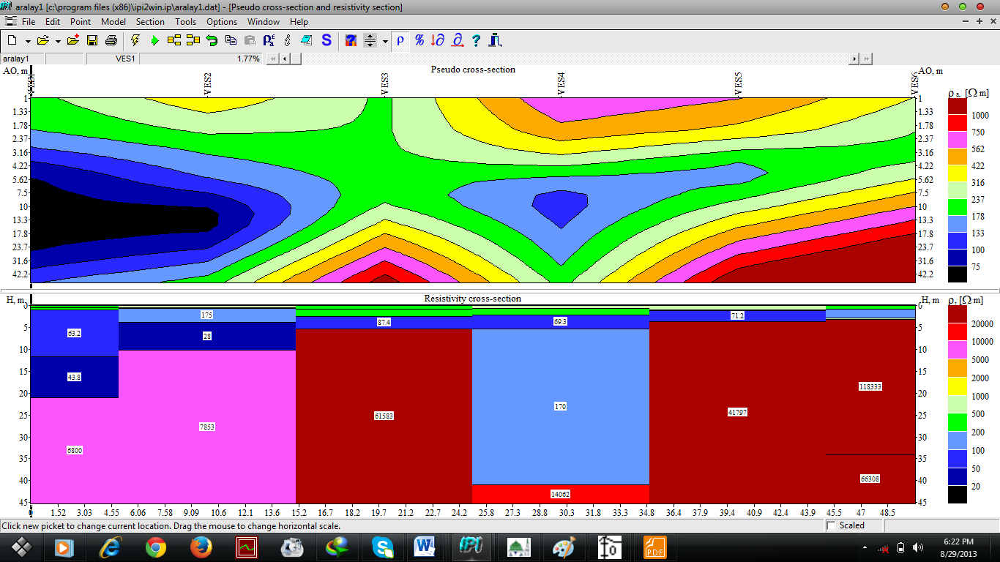 aralay1 [c:\program files (x86)\ipi2win.ip\aralay1.dat] - [Pseudo cross-section and resistivity section]
File Edit Point Model Section Tools Options Window Help
aralay1 VES1 1.77%
AO, m Pseudo cross-section AO, m
VES1 VES2 VES3 VES4 VES5 VES6
ρ a, [Ω m]
1 1
1.33 1.33 1000
1.78 1.78 750
2.37 2.37 562
3.16 3.16 422
4.22 4.22 316
5.62 5.62 237
7.5 7.5 178
10 10 133
13.3 13.3 100
17.8 17.8 75
23.7 23.7
31.6 31.6
42.2 42.2
H, m Resistivity cross-section H, m ρ, [Ω m]
0 0
175 87.4 69.3 71.2 20000
5 5
63.2 28 10000
10 10 5000
15 43.8 15 2000
20 118333 20 1000
25 61583 170 41797 25 500
30 7853 30 200
35 6800 35 100
40 66308 40 50
45 14062 45 20
0 1.52 3.03 4.55 6.06 7.58 9.09 10.6 12.1 13.6 15.2 16.7 18.2 19.7 21.2 22.7 24.2 25.8 27.3 28.8 30.3 31.8 33.3 34.8 36.4 37.9 39.4 40.9 42.4 43.9 45.5 47 48.5
Click new picket to change current location. Drag the mouse to change horizontal scale. Scaled
6:22 PM
8/29/2013